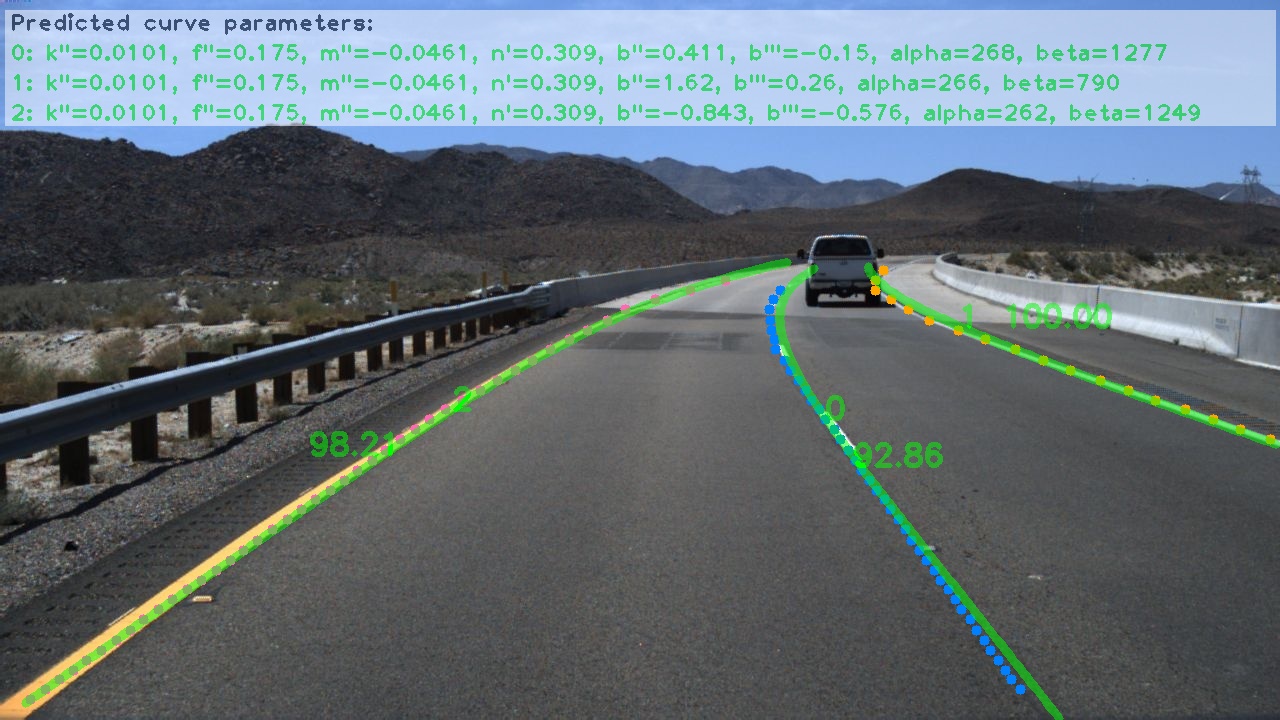 Predicted curve parameters:
0: k''=0.0101, f''=0.175, m''=-0.0461, n'=0.309, b''=0.411, b'''=-0.15, alpha=268, beta=1277
1: k''=0.0101, f''=0.175, m''=-0.0461, n'=0.309, b''=1.62, b'''=0.26, alpha=266, beta=790
2: k''=0.0101, f''=0.175, m''=-0.0461, n'=0.309, b''=-0.843, b'''=-0.576, alpha=262, beta=1249
1 100.00
2
0
98.21
92.86